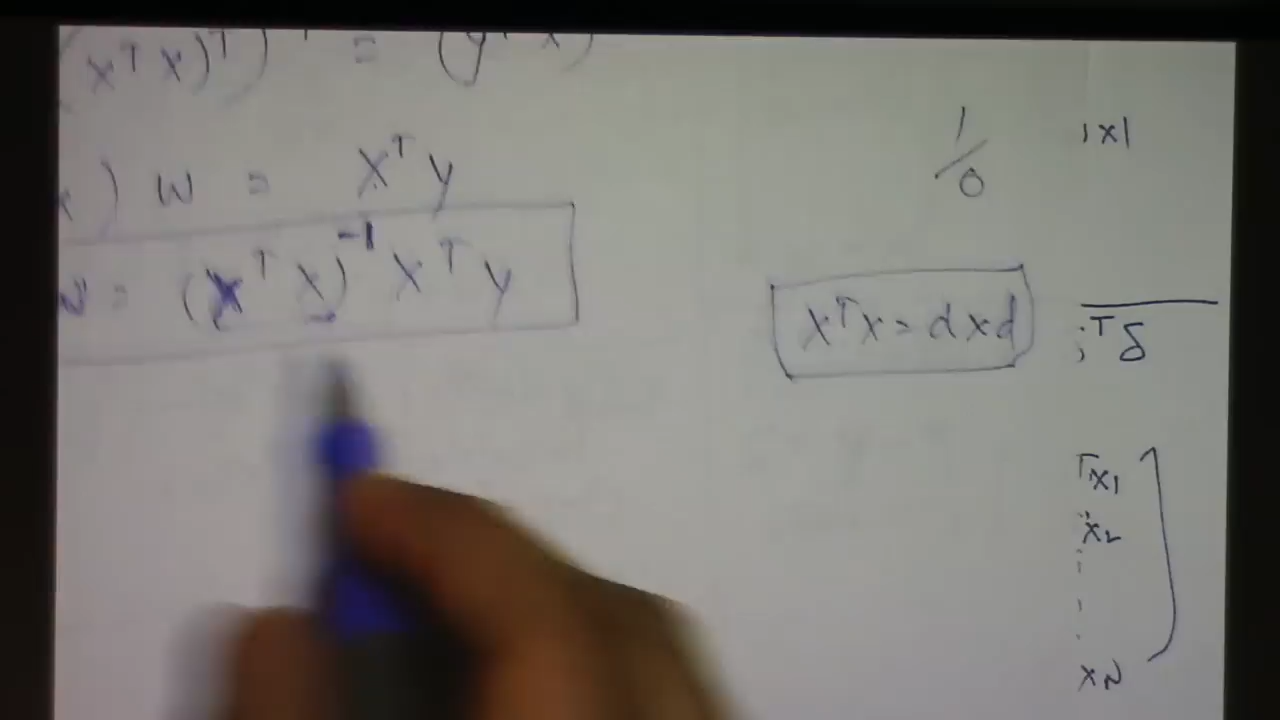 (X^T X)^T) = (y^T X)
) W = X^T y
W = (X^T X)^-1 X^T y
1/0
1x1
X^T X = d x d
T δ
T x1
x2
xN